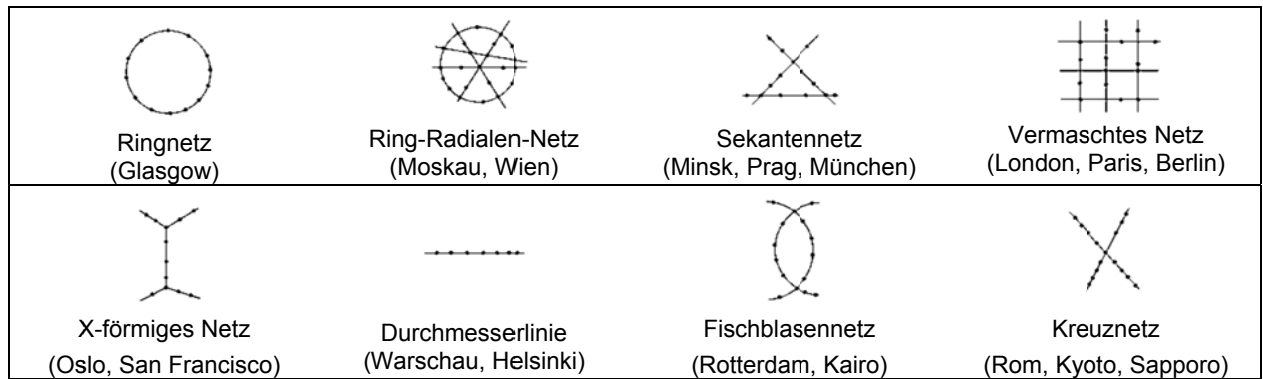 Ringnetz
(Glasgow)
Ring-Radialen-Netz
(Moskau, Wien)
Sekantennetz
(Minsk, Prag, München)
Vermaschtes Netz
(London, Paris, Berlin)
X-förmiges Netz
(Oslo, San Francisco)
Durchmesserlinie
(Warschau, Helsinki)
Fischblasennetz
(Rotterdam, Kairo)
Kreuznetz
(Rom, Kyoto, Sapporo)